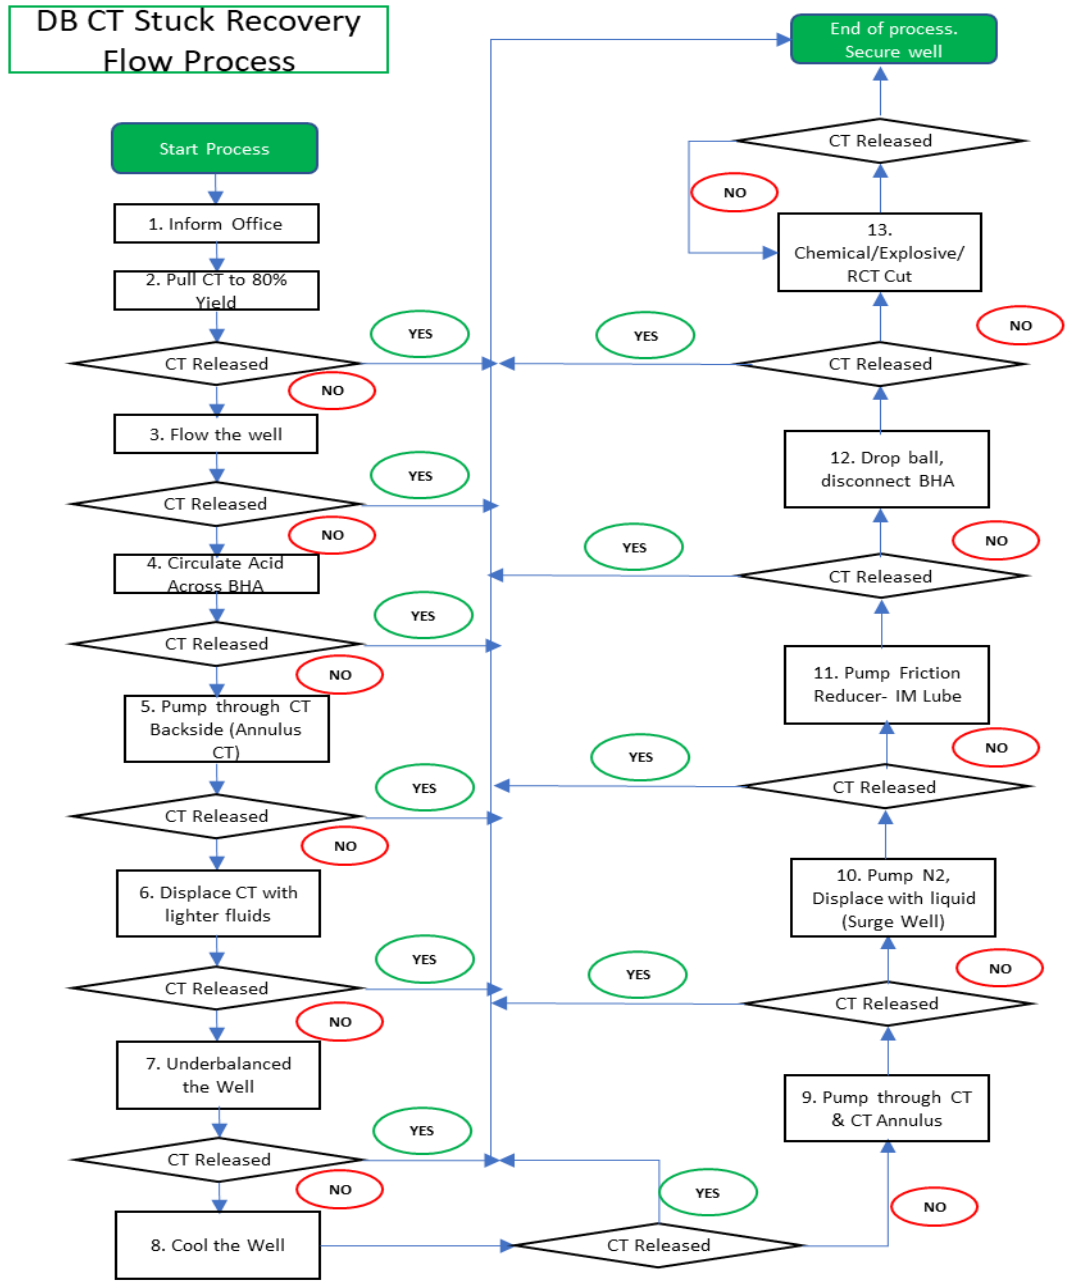 DB CT Stuck Recovery
Flow Process
Start Process
1. Inform Office
2. Pull CT to 80%
Yield
CT Released
YES
NO
3. Flow the well
CT Released
YES
NO
4. Circulate Acid
Across BHA
CT Released
YES
NO
5. Pump through CT
Backside (Annulus
CT)
CT Released
YES
NO
6. Displace CT with
lighter fluids
CT Released
YES
NO
7. Underbalanced
the Well
CT Released
YES
NO
8. Cool the Well
CT Released
YES
NO
9. Pump through CT
& CT Annulus
CT Released
YES
NO
10. Pump N2,
Displace with liquid
(Surge Well)
CT Released
YES
NO
11. Pump Friction
Reducer- IM Lube
CT Released
YES
NO
12. Drop ball,
disconnect BHA
CT Released
YES
NO
13.
Chemical/Explosive/
RCT Cut
CT Released
NO
End of process.
Secure well